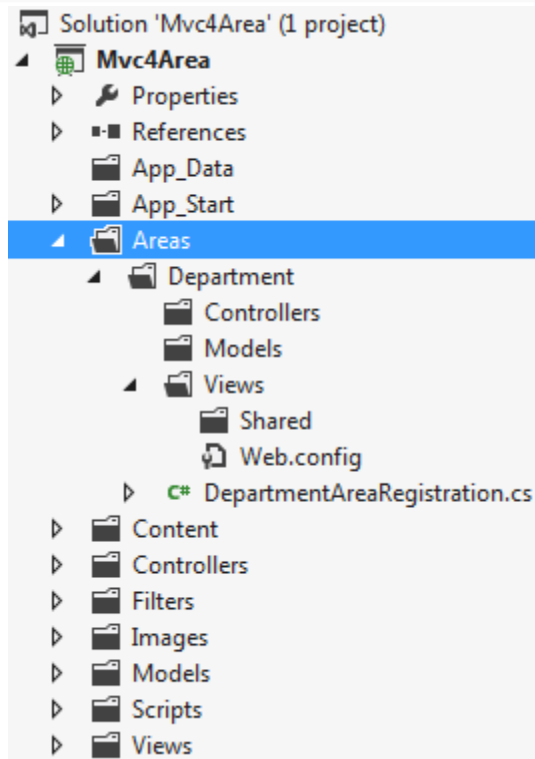 Solution 'Mvc4Area' (1 project)
Mvc4Area
Properties
References
App_Data
App_Start
Areas
Department
Controllers
Models
Views
Shared
Web.config
C# DepartmentAreaRegistration.cs
Content
Controllers
Filters
Images
Models
Scripts
Views